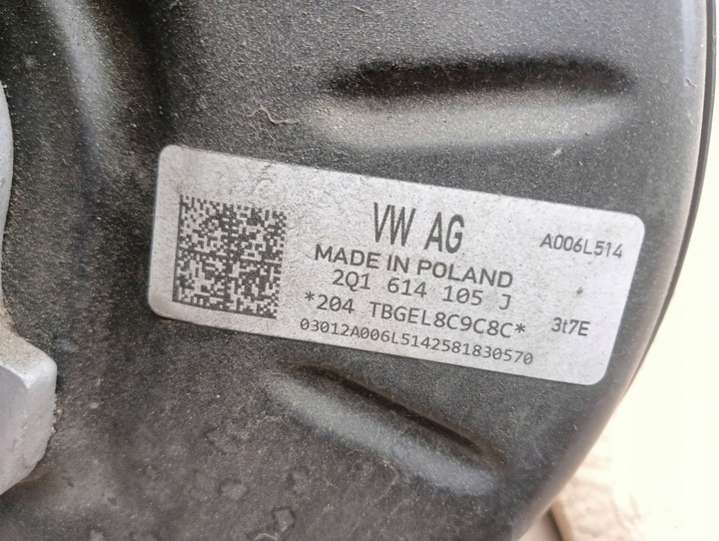 VW AG
A006L514
MADE IN POLAND
2Q1 614 105 J
*204 TBGEL8C9C8C*
3t7E
03012A006L5142581830570